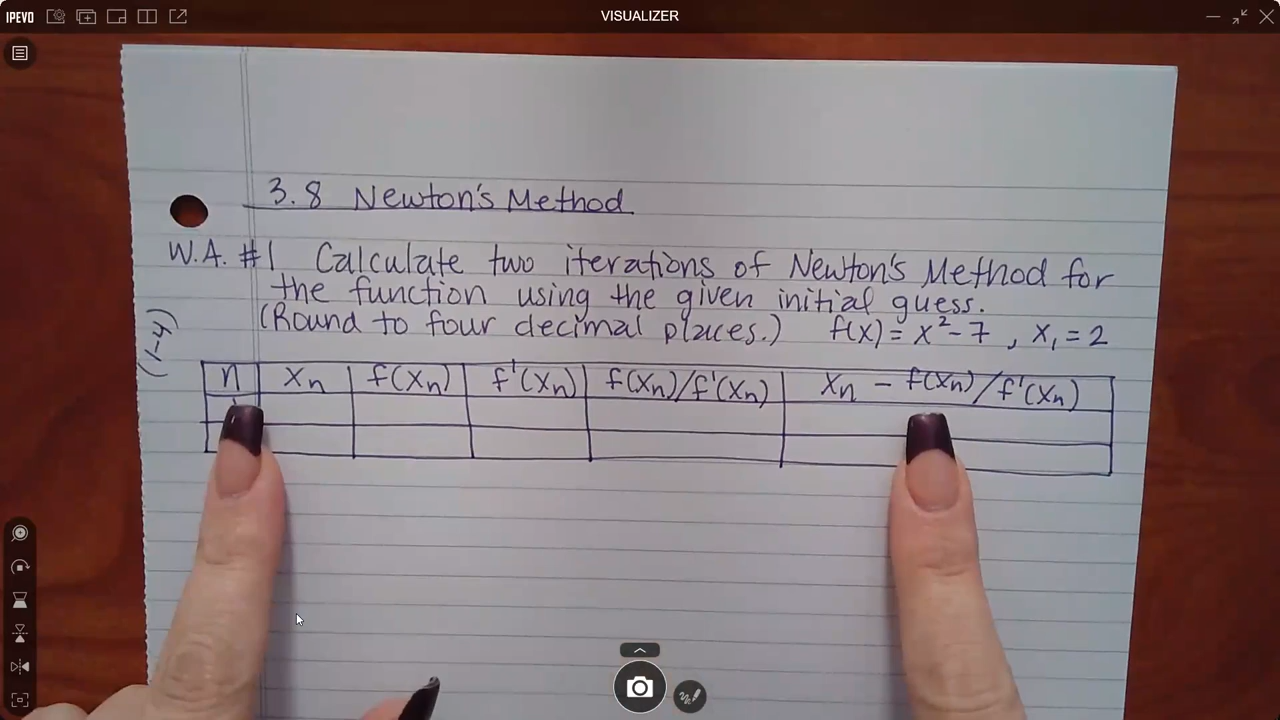 IPEVO
VISUALIZER
3.8 Newton's Method
W.A. #1 Calculate two iterations of Newton's Method for
the function using the given initial guess.
(Round to four decimal places.) f(x) = x²-7 , x₁ = 2
(1-4)
n xₙ f(xₙ) f'(xₙ) f(xₙ)/f'(xₙ) xₙ - f(xₙ)/f'(xₙ)